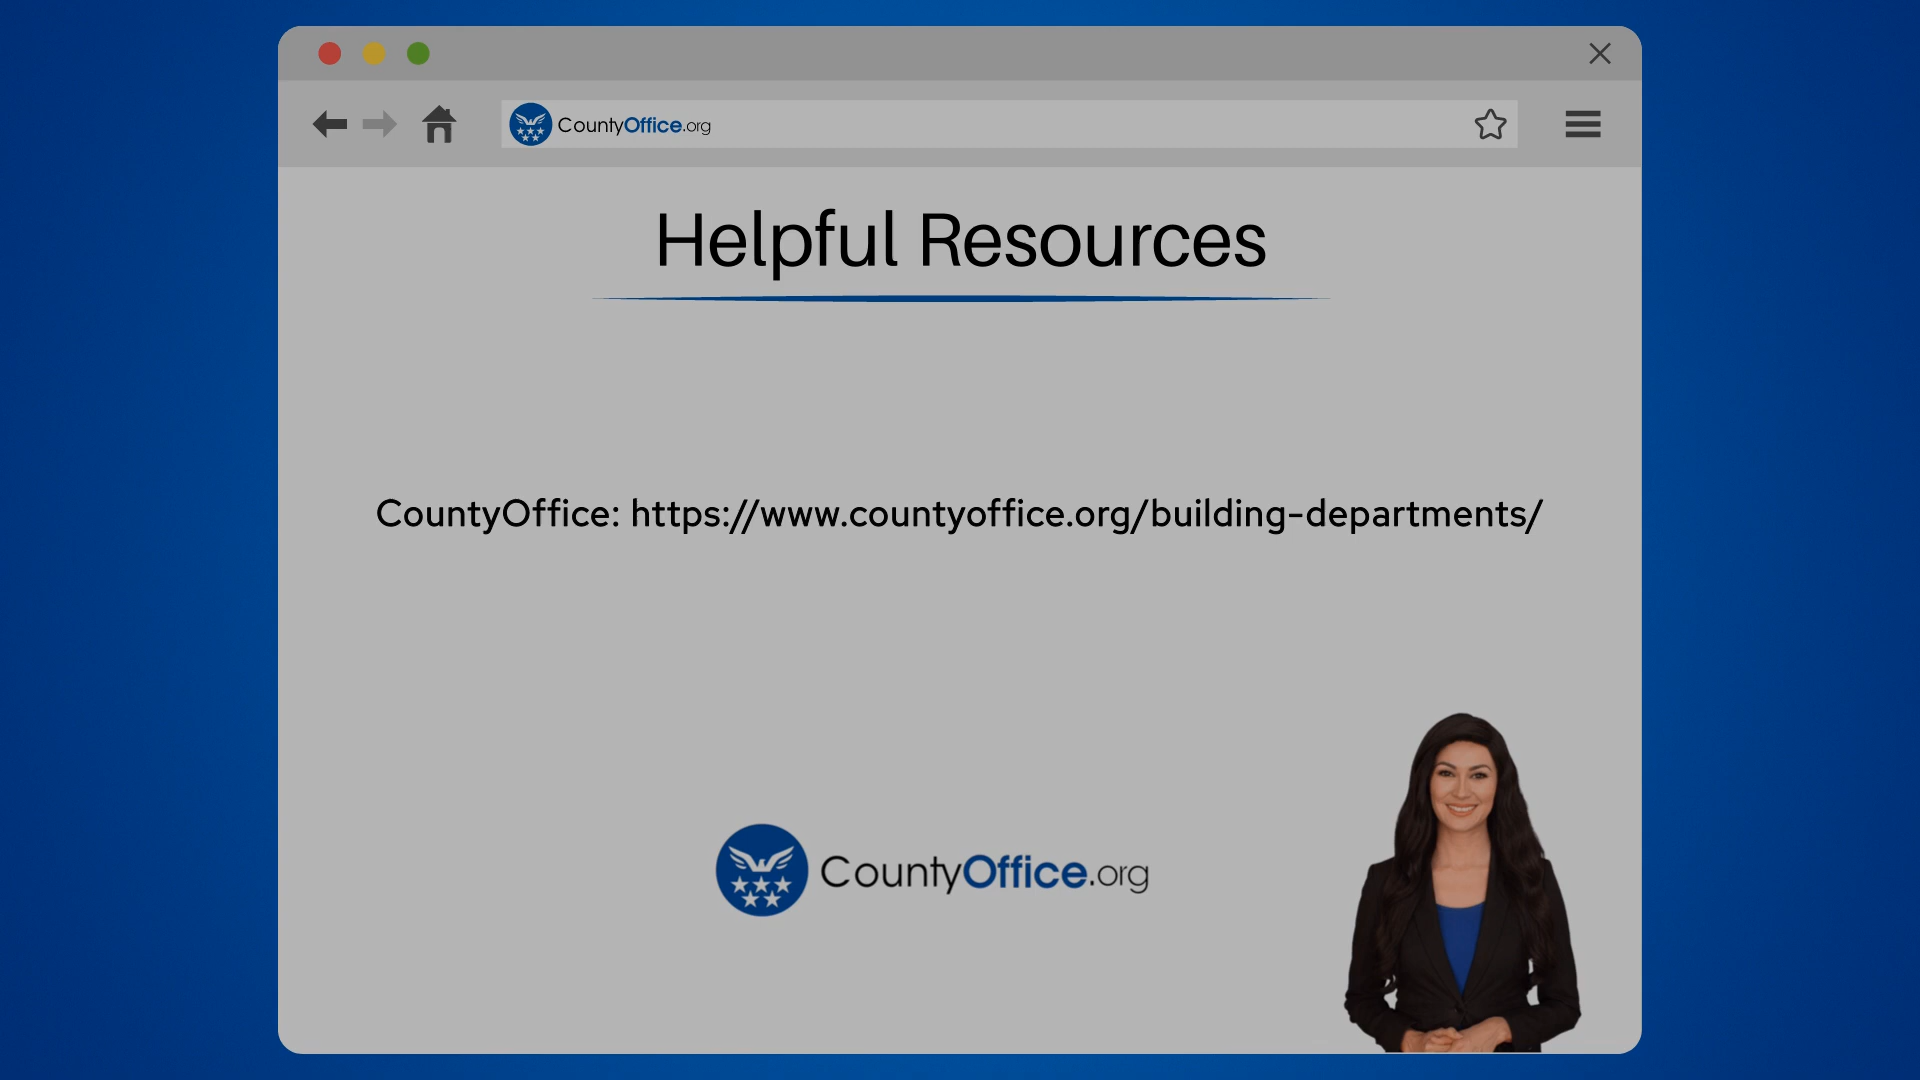 CountyOffice.org
Helpful Resources
CountyOffice: https://www.countyoffice.org/building-departments/
CountyOffice.org